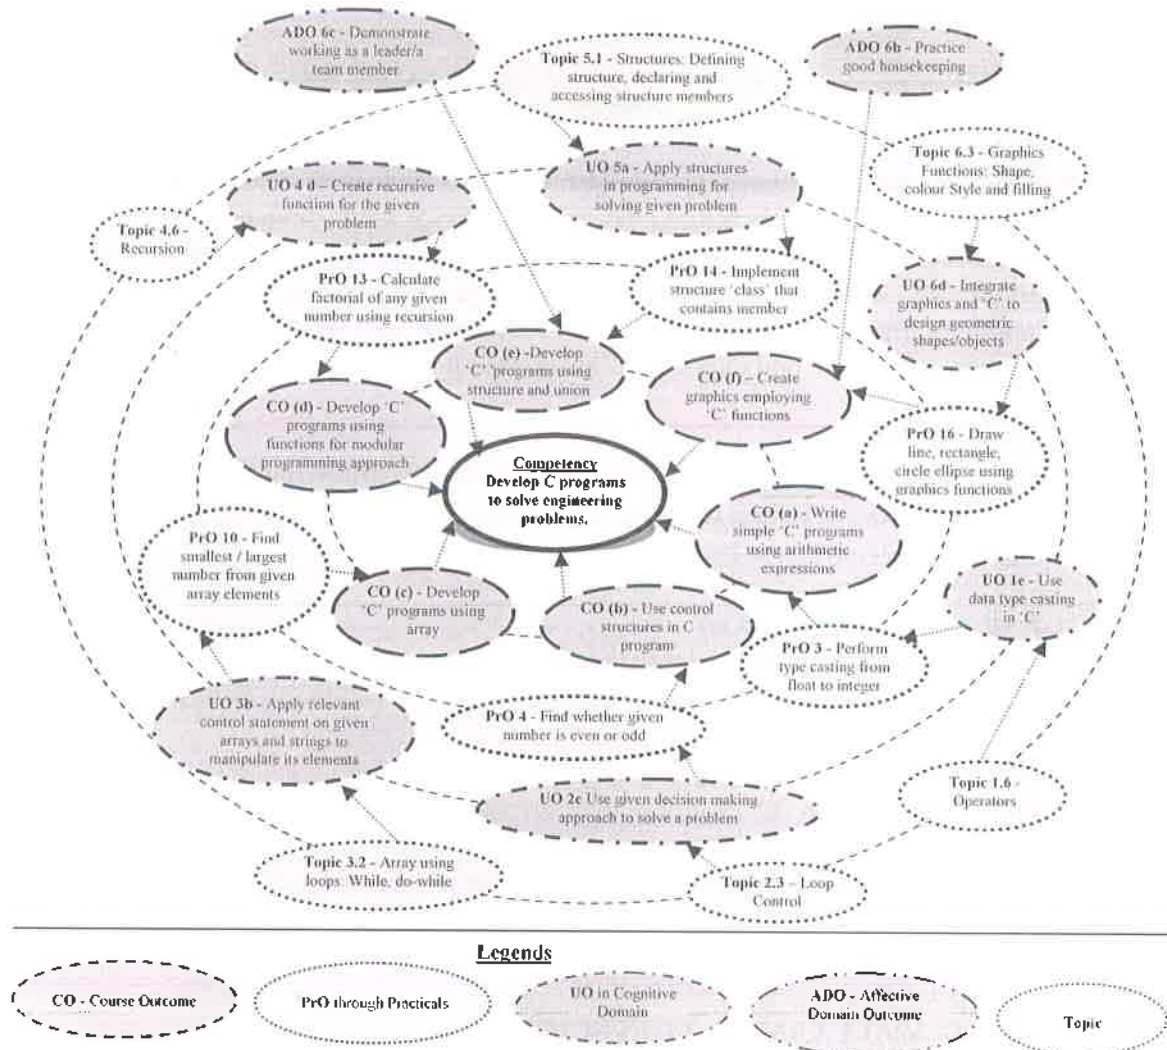 ADO 6c - Demonstrate
working as a leader/a
team member
Topic 5.1 - Structures: Defining
structure, declaring and
accessing structure members
ADO 6b - Practice
good housekeeping
Topic 6.3 - Graphics
Functions: Shape,
colour Style and filling
UO 4 d – Create recursive
function for the given
problem
UO 5a - Apply structures
in programming for
solving given problem
Topic 4.6 -
Recursion
PrO 13 - Calculate
factorial of any given
number using recursion
PrO 14 - Implement
structure 'class' that
contains member
UO 6d - Integrate
graphics and 'C' to
design geometric
shapes/objects
CO (e) -Develop
'C' programs using
structure and union
CO (f) – Create
graphics employing
'C' functions
CO (d) - Develop 'C'
programs using
functions for modular
programming approach
PrO 16 - Draw
line, rectangle,
circle ellipse using
graphics functions
Competency
Develop C programs
to solve engineering
problems.
CO (a) - Write
simple 'C' programs
using arithmetic
expressions
PrO 10 - Find
smallest / largest
number from given
array elements
CO (c) - Develop
'C' programs using
array
CO (b) - Use control
structures in C
program
UO 1e - Use
data type casting
in 'C'
PrO 3 - Perform
type casting from
float to integer
UO 3b - Apply relevant
control statement on given
arrays and strings to
manipulate its elements
PrO 4 - Find whether given
number is even or odd
Topic 1.6 -
Operators
UO 2c Use given decision making
approach to solve a problem
Topic 3.2 - Array using
loops: While, do-while
Topic 2.3 – Loop
Control
Legends
CO - Course Outcome
PrO through Practicals
UO in Cognitive
Domain
ADO - Affective
Domain Outcome
Topic